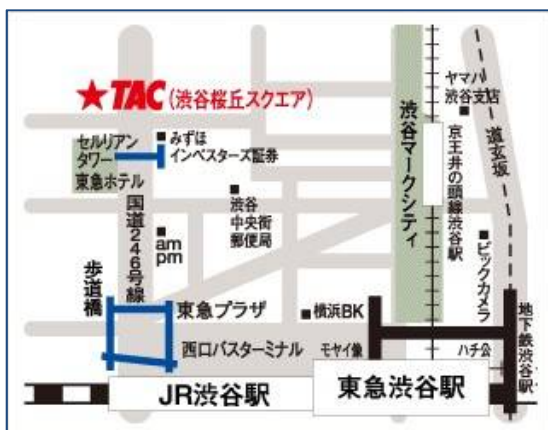 ★TAC(渋谷桜丘スクエア)
セルリアン
タワー
東急ホテル
みずほ
インベスターズ証券
渋谷
中央街
郵便局
国道246号線
am
pm
歩道橋
東急プラザ
西口バスターミナル
横浜BK
モヤイ像
渋谷マークシティ
京王井の頭線渋谷駅
ヤマハ
渋谷支店
道玄坂
ビックカメラ
ハチ公
地下鉄渋谷駅
JR渋谷駅
東急渋谷駅